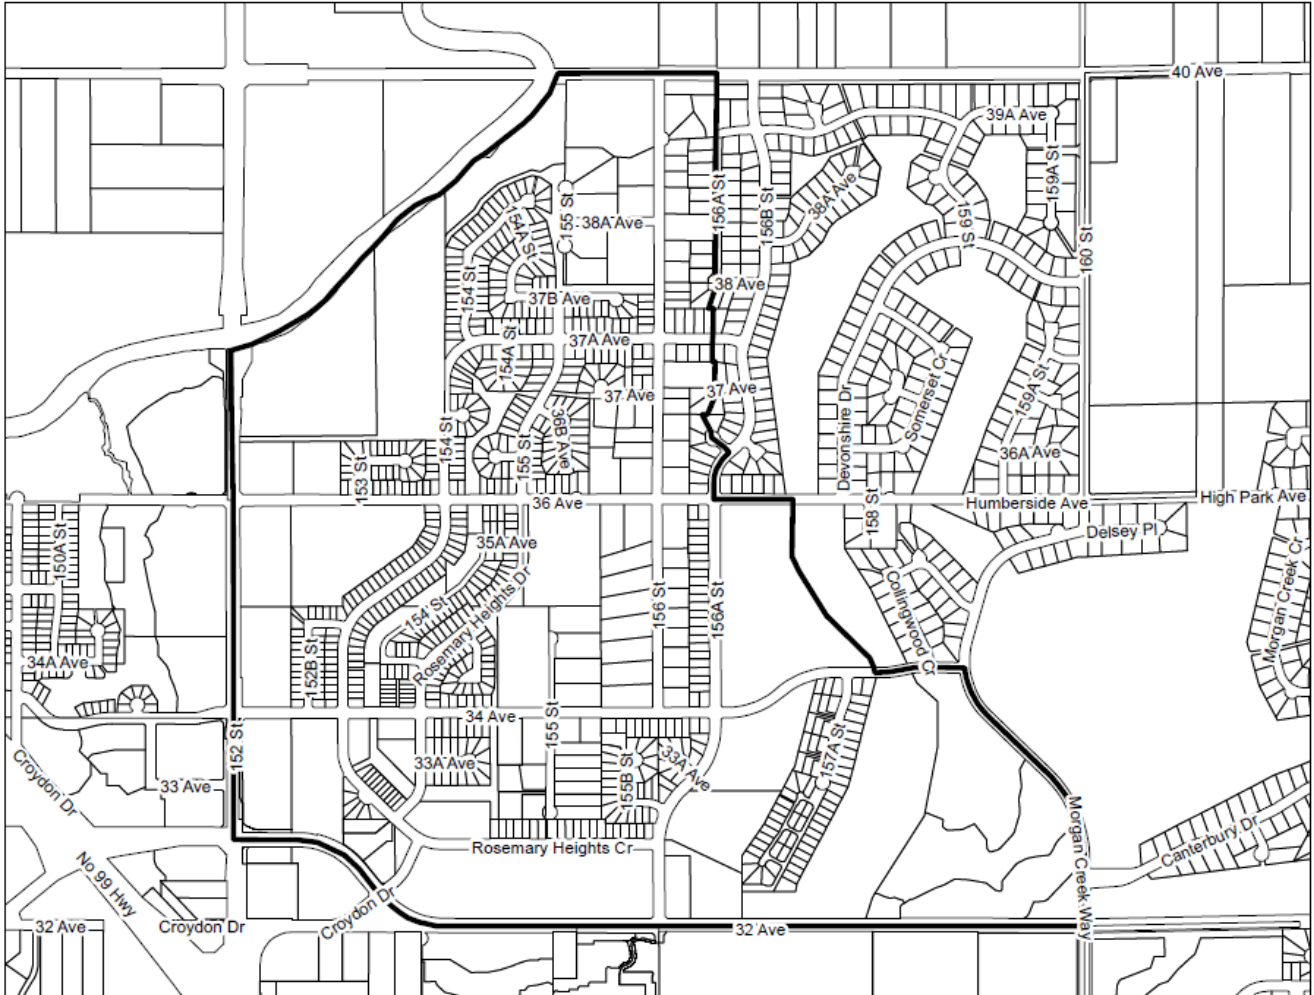 40 Ave
39A Ave
159A St
38A Ave
156A St
156B St
155 St
38A Ave
154A St
159 St
160 St
154 St
38 Ave
37B Ave
37A Ave
154A St
Somerset Cr
37 Ave
37 Ave
159A St
Devonshire Dr
36B Ave
154 St
155 St
36A Ave
153 St
36 Ave
Humberside Ave
High Park Ave
158 St
Delsey Pl
150A St
35A Ave
Collingwood Cr
Morgan Creek Cr
154 St
Rosemary Heights Dr
156 St
156A St
34A Ave
152B St
34 Ave
155 St
152 St
157A St
33A Ave
33A Ave
155B St
Croydon Dr
33 Ave
Rosemary Heights Cr
Canterbury Dr
Morgan Creek Way
No 99 Hwy
Croydon Dr
32 Ave
Croydon Dr
32 Ave